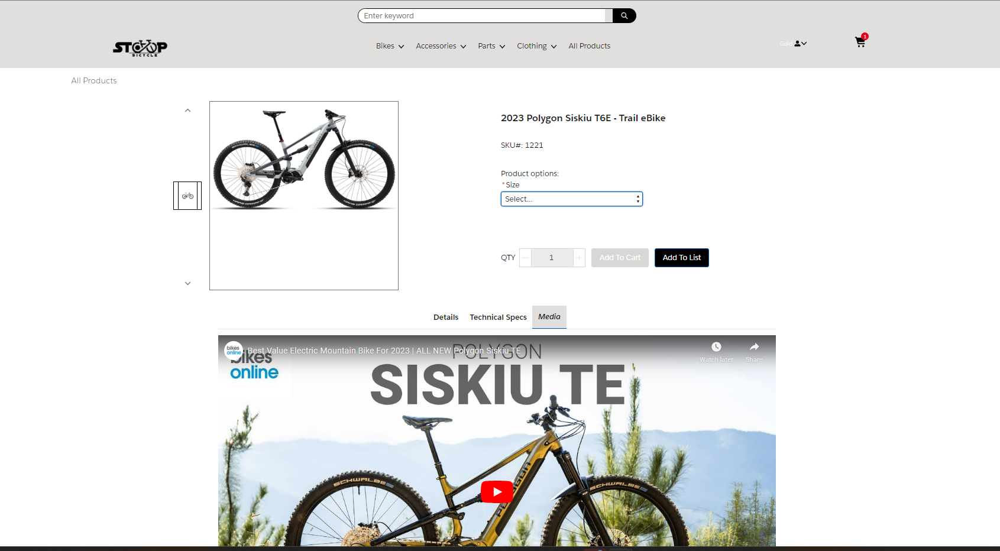 Enter keyword
STOOP
BICYCLE
Bikes
Accessories
Parts
Clothing
All Products
Gold
1
All Products
2023 Polygon Siskiu T6E - Trail eBike
SKU#: 1221
Product options:
*Size
Select...
QTY
1
Add To Cart
Add To List
Details
Technical Specs
Media
bikes
online
Best Value Electric Mountain Bike For 2023 | ALL NEW Polygon Siskiu TE
Watch later
Share
bikes
online
POLYGON
SISKIU.TE
SCHWALBE
POLYGON
SCHWALBE